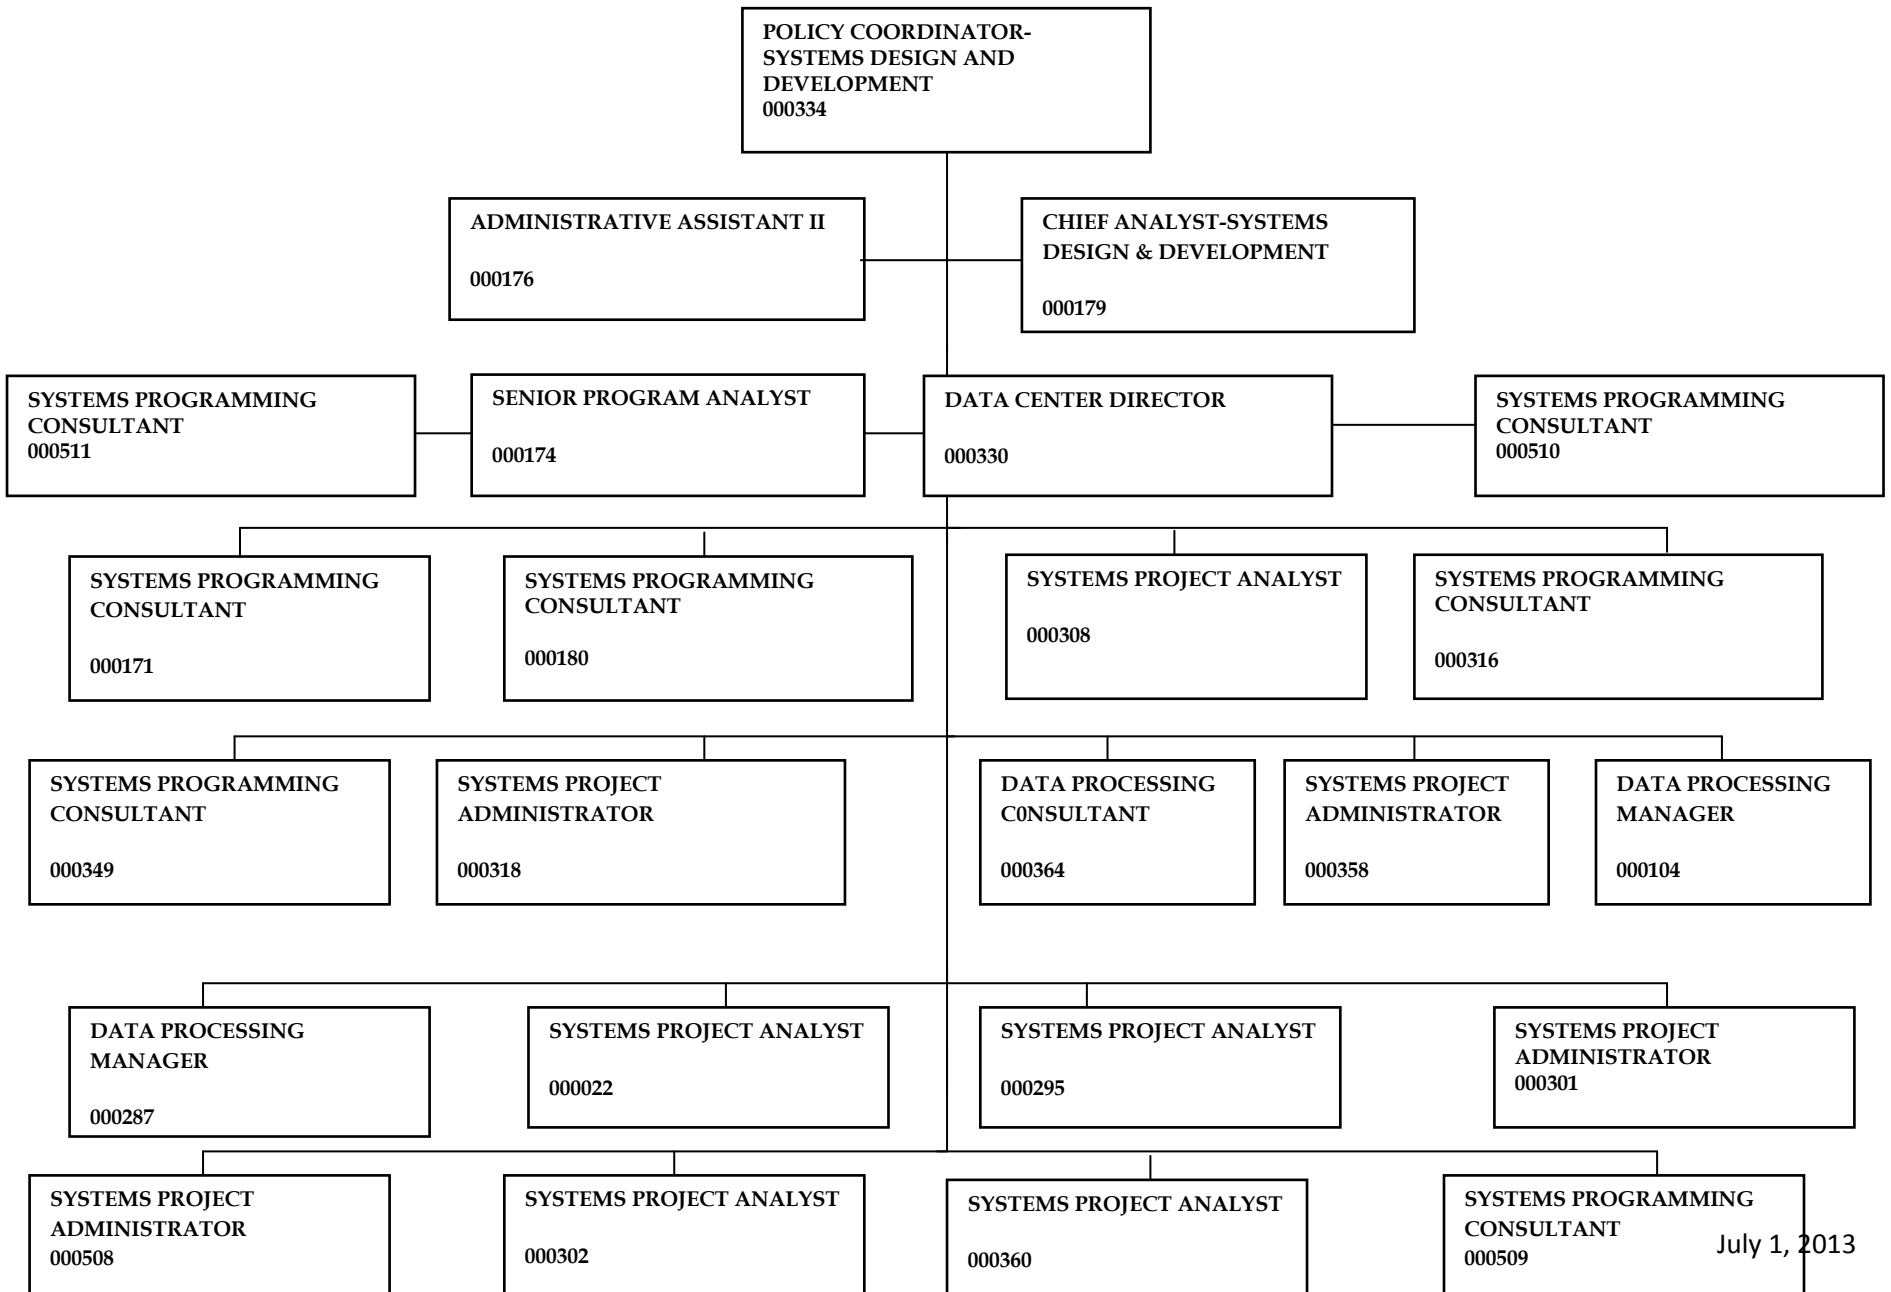 POLICY COORDINATOR-
SYSTEMS DESIGN AND
DEVELOPMENT
000334
ADMINISTRATIVE ASSISTANT II
000176
CHIEF ANALYST-SYSTEMS
DESIGN & DEVELOPMENT
000179
SYSTEMS PROGRAMMING
CONSULTANT
000511
SENIOR PROGRAM ANALYST
000174
DATA CENTER DIRECTOR
000330
SYSTEMS PROGRAMMING
CONSULTANT
000510
SYSTEMS PROGRAMMING
CONSULTANT
000171
SYSTEMS PROGRAMMING
CONSULTANT
000180
SYSTEMS PROJECT ANALYST
000308
SYSTEMS PROGRAMMING
CONSULTANT
000316
SYSTEMS PROGRAMMING
CONSULTANT
000349
SYSTEMS PROJECT
ADMINISTRATOR
000318
DATA PROCESSING
C0NSULTANT
000364
SYSTEMS PROJECT
ADMINISTRATOR
000358
DATA PROCESSING
MANAGER
000104
DATA PROCESSING
MANAGER
000287
SYSTEMS PROJECT ANALYST
000022
SYSTEMS PROJECT ANALYST
000295
SYSTEMS PROJECT
ADMINISTRATOR
000301
SYSTEMS PROJECT
ADMINISTRATOR
000508
SYSTEMS PROJECT ANALYST
000302
SYSTEMS PROJECT ANALYST
000360
SYSTEMS PROGRAMMING
CONSULTANT
000509
July 1, 2013